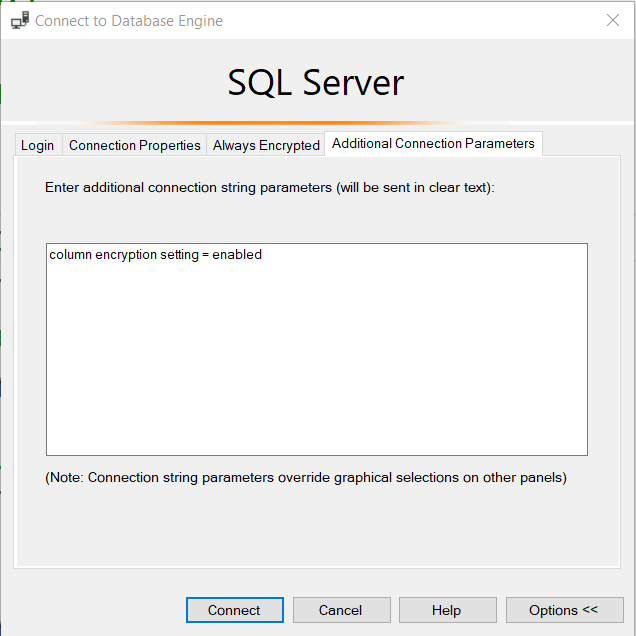 Connect to Database Engine
SQL Server
Login Connection Properties Always Encrypted Additional Connection Parameters
Enter additional connection string parameters (will be sent in clear text):
column encryption setting = enabled
(Note: Connection string parameters override graphical selections on other panels)
Connect Cancel Help Options <<